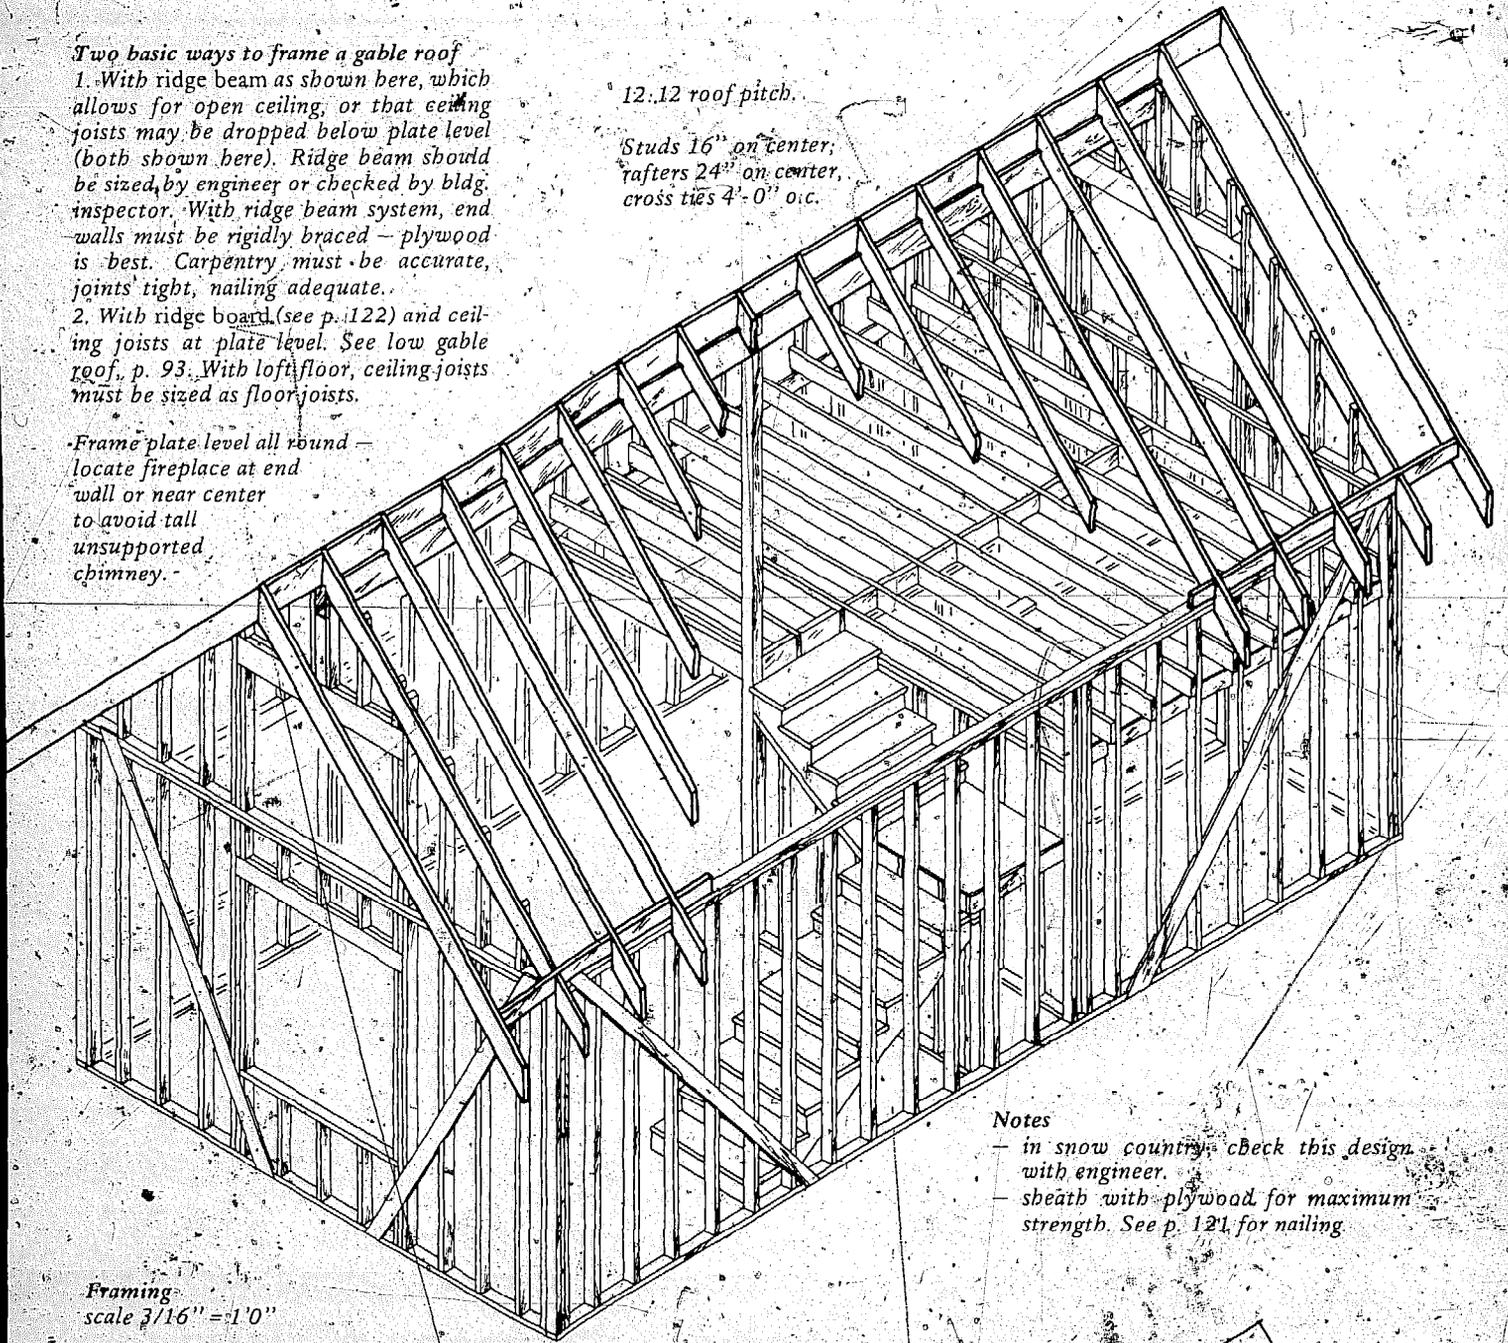 Two basic ways to frame a gable roof
1. With ridge beam as shown here, which
allows for open ceiling, or that ceiling
joists may be dropped below plate level
(both shown here). Ridge beam should
be sized by engineer or checked by bldg.
inspector. With ridge beam system, end
walls must be rigidly braced — plywood
is best. Carpentry must be accurate,
joints tight, nailing adequate.
2. With ridge board (see p. 122) and ceil-
ing joists at plate level. See low gable
roof, p. 93. With loft floor, ceiling joists
must be sized as floor joists.
Frame plate level all round —
locate fireplace at end
wall or near center
to avoid tall
unsupported
chimney.
12:12 roof pitch.
Studs 16" on center;
rafters 24" on center,
cross ties 4'-0" o.c.
Notes
— in snow country, check this design
with engineer.
— sheath with plywood for maximum
strength. See p. 121 for nailing
Framing
scale 3/16" = 1'0"